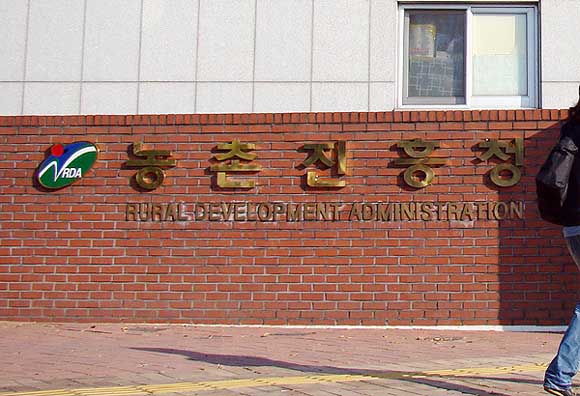 RDA
농촌진흥청
RURAL DEVELOPMENT ADMINISTRATION